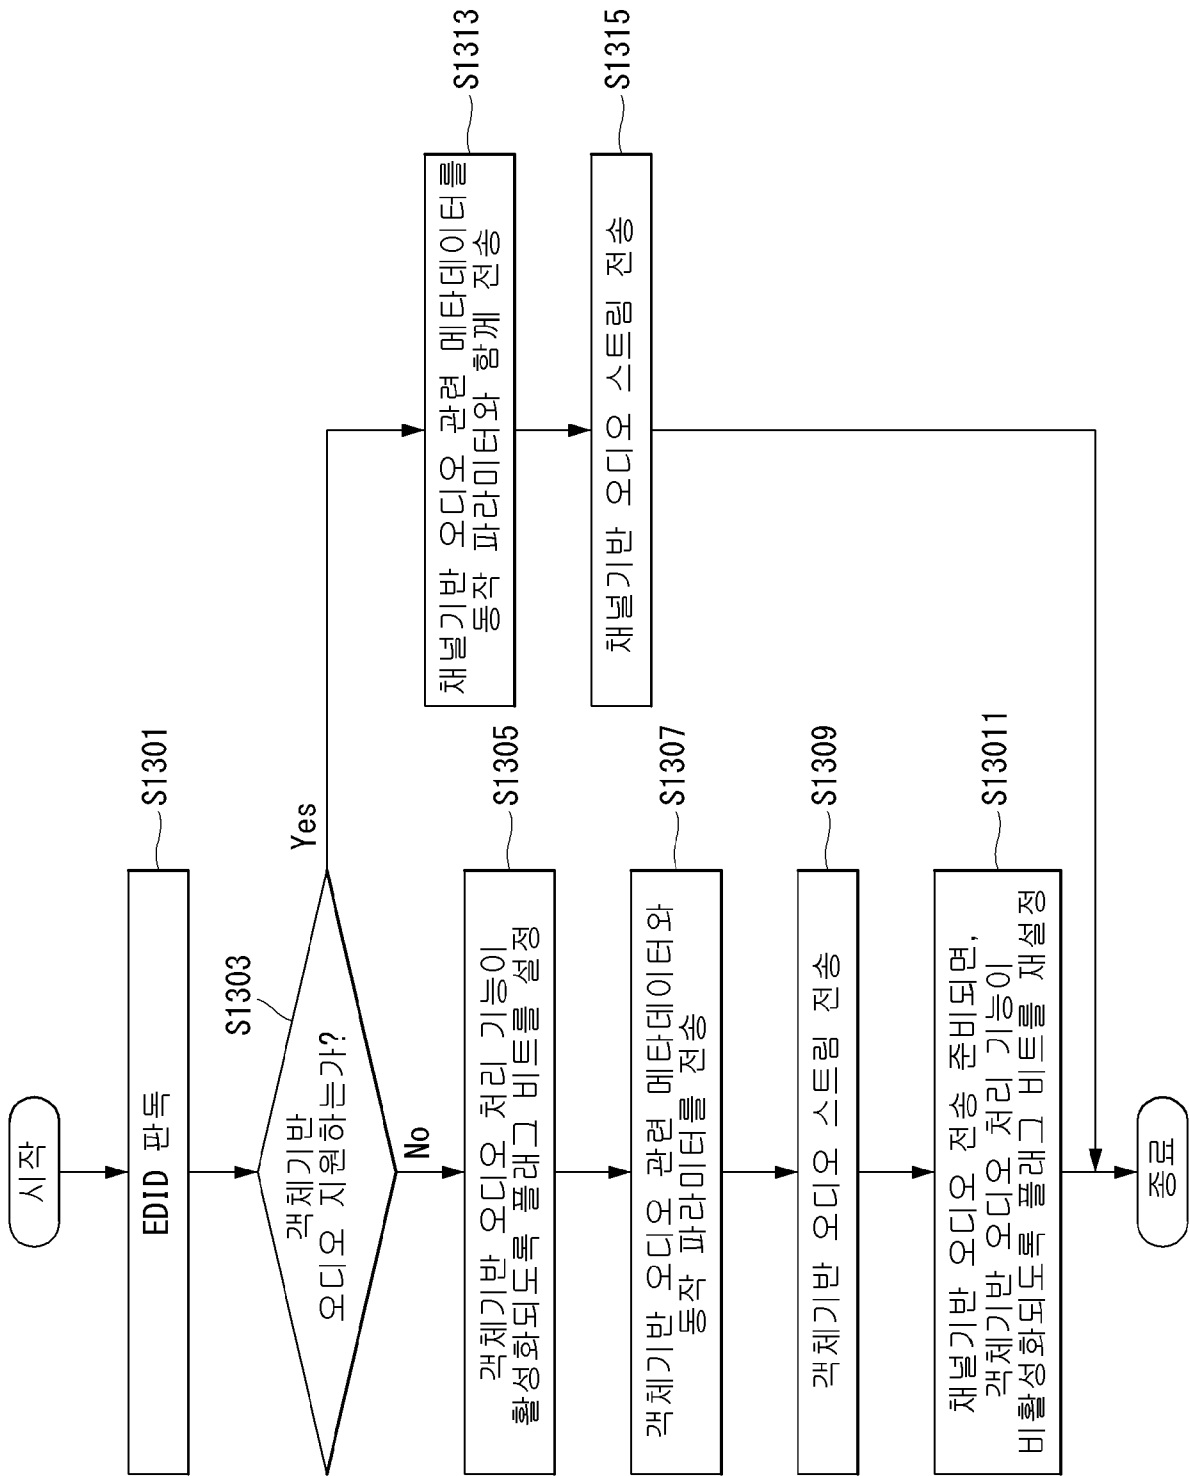 시작
EDID 판독
S1301
객체기반
오디오 지원하는가?
S1303
Yes
No
객체기반 오디오 처리 기능이
활성화되도록 플래그 비트를 설정
S1305
객체기반 오디오 관련 메타데이터와
동작 파라미터를 전송
S1307
객체기반 오디오 스트림 전송
S1309
채널기반 오디오 전송 준비되면,
객체기반 오디오 처리 기능이
비활성화되도록 플래그 비트를 재설정
S13011
채널기반 오디오 관련 메타데이터를
동작 파라미터와 함께 전송
S1313
채널기반 오디오 스트림 전송
S1315
종료